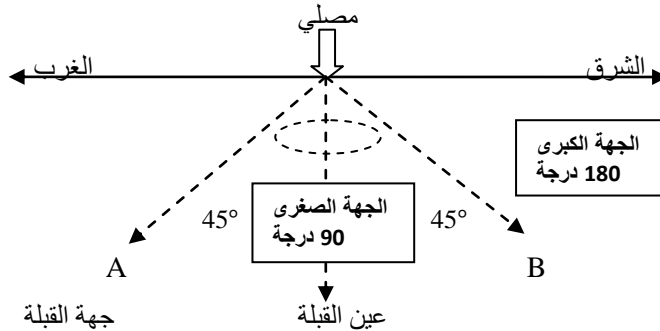 مصلي
الشرق
الغرب
الجهة الكبرى
180 درجة
الجهة الصغرى
90 درجة
45°
45°
B
A
عين القبلة
جهة القبلة